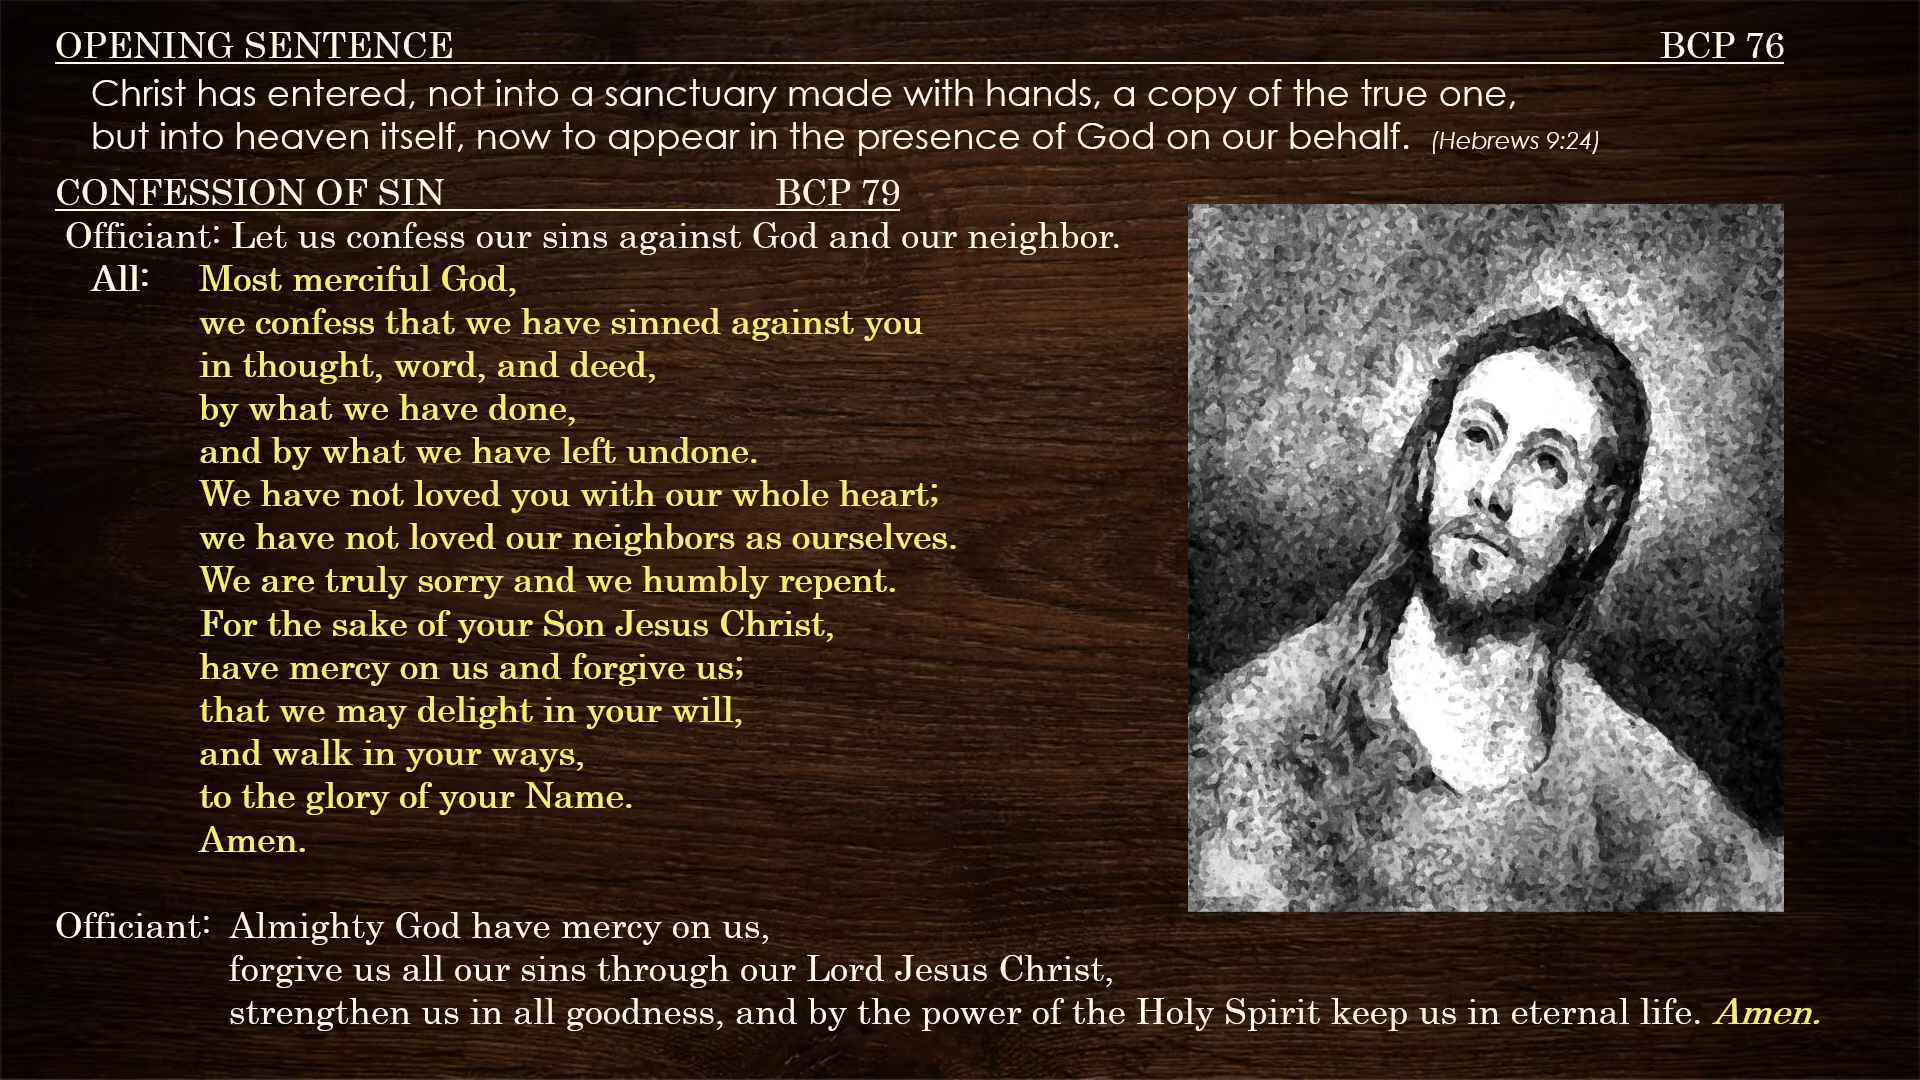 OPENING SENTENCE BCP 76
Christ has entered, not into a sanctuary made with hands, a copy of the true one,
but into heaven itself, now to appear in the presence of God on our behalf. (Hebrews 9:24)
CONFESSION OF SIN BCP 79
Officiant: Let us confess our sins against God and our neighbor.
All: Most merciful God,
we confess that we have sinned against you
in thought, word, and deed,
by what we have done,
and by what we have left undone.
We have not loved you with our whole heart;
we have not loved our neighbors as ourselves.
We are truly sorry and we humbly repent.
For the sake of your Son Jesus Christ,
have mercy on us and forgive us;
that we may delight in your will,
and walk in your ways,
to the glory of your Name.
Amen.
Officiant: Almighty God have mercy on us,
forgive us all our sins through our Lord Jesus Christ,
strengthen us in all goodness, and by the power of the Holy Spirit keep us in eternal life. Amen.